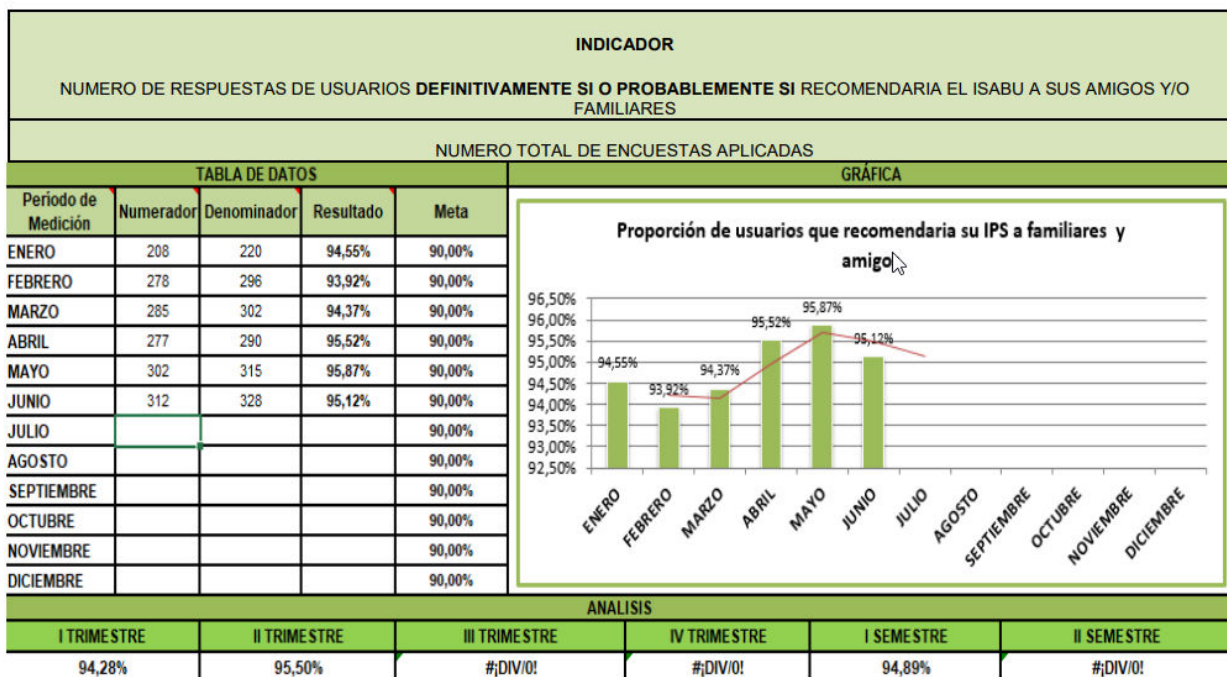 INDICADOR
NUMERO DE RESPUESTAS DE USUARIOS DEFINITIVAMENTE SI O PROBABLEMENTE SI RECOMENDARIA EL ISABU A SUS AMIGOS Y/O
FAMILIARES
NUMERO TOTAL DE ENCUESTAS APLICADAS
TABLA DE DATOS
Periodo de Medición Numerador Denominador Resultado Meta
ENERO 208 220 94,55% 90,00%
FEBRERO 278 296 93,92% 90,00%
MARZO 285 302 94,37% 90,00%
ABRIL 277 290 95,52% 90,00%
MAYO 302 315 95,87% 90,00%
JUNIO 312 328 95,12% 90,00%
JULIO 90,00%
AGOSTO 90,00%
SEPTIEMBRE 90,00%
OCTUBRE 90,00%
NOVIEMBRE 90,00%
DICIEMBRE 90,00%
GRÁFICA
Proporción de usuarios que recomendaria su IPS a familiares y
amigo
96,50%
96,00%
95,50%
95,00%
94,50%
94,00%
93,50%
93,00%
92,50%
94,55% 93,92% 94,37% 95,52% 95,87% 95,12%
ENERO FEBRERO MARZO ABRIL MAYO JUNIO JULIO AGOSTO SEPTIEMBRE OCTUBRE NOVIEMBRE DICIEMBRE
ANALISIS
I TRIMESTRE II TRIMESTRE III TRIMESTRE IV TRIMESTRE I SEMESTRE II SEMESTRE
94,28% 95,50% #¡DIV/0! #¡DIV/0! 94,89% #¡DIV/0!